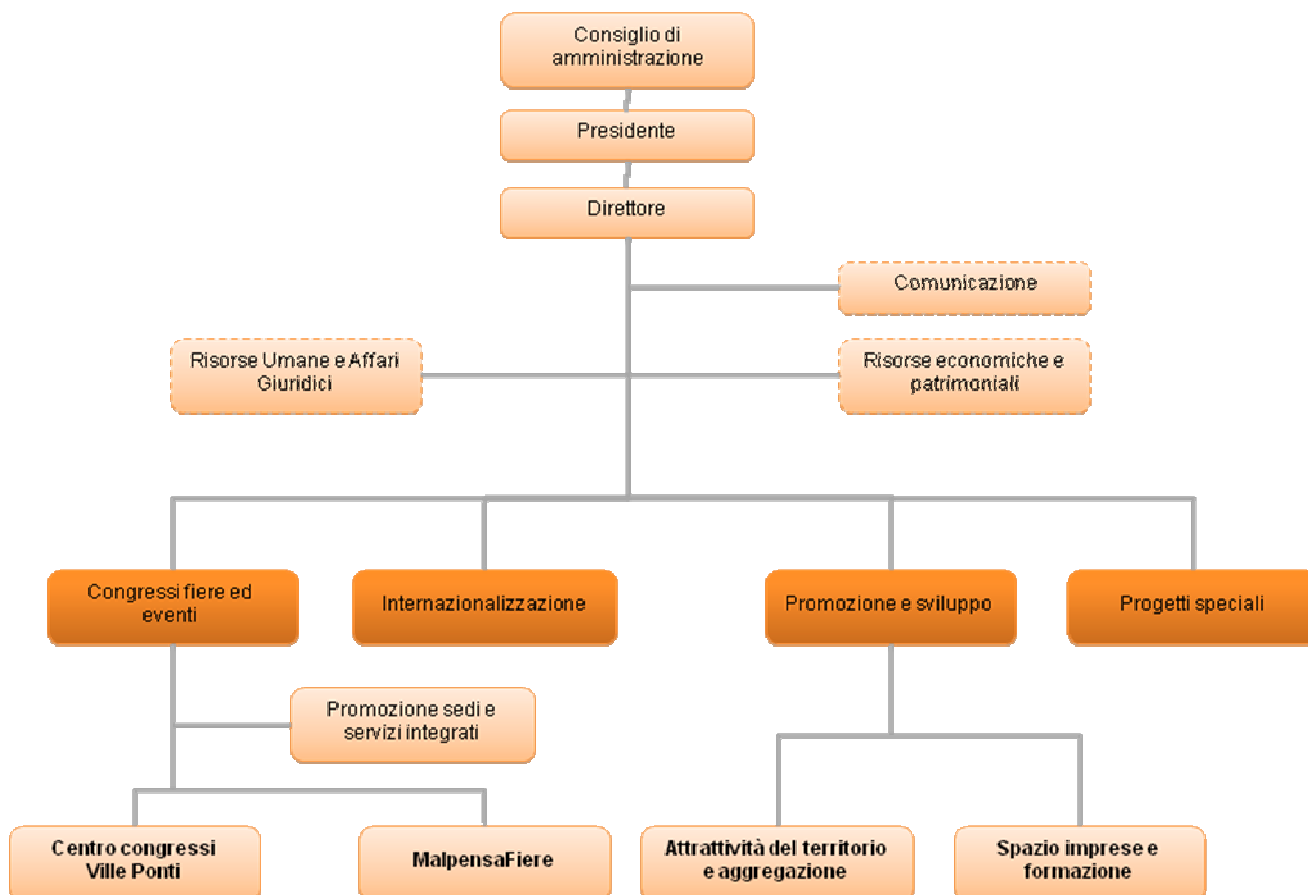 Consiglio di
amministrazione
Presidente
Direttore
Comunicazione
Risorse Umane e Affari
Giuridici
Risorse economiche e
patrimoniali
Congressi fiere ed
eventi
Internazionalizzazione
Promozione e sviluppo
Progetti speciali
Promozione sedi e
servizi integrati
Centro congressi
Ville Ponti
MalpensaFiere
Attrattività del territorio
e aggregazione
Spazio imprese e
formazione